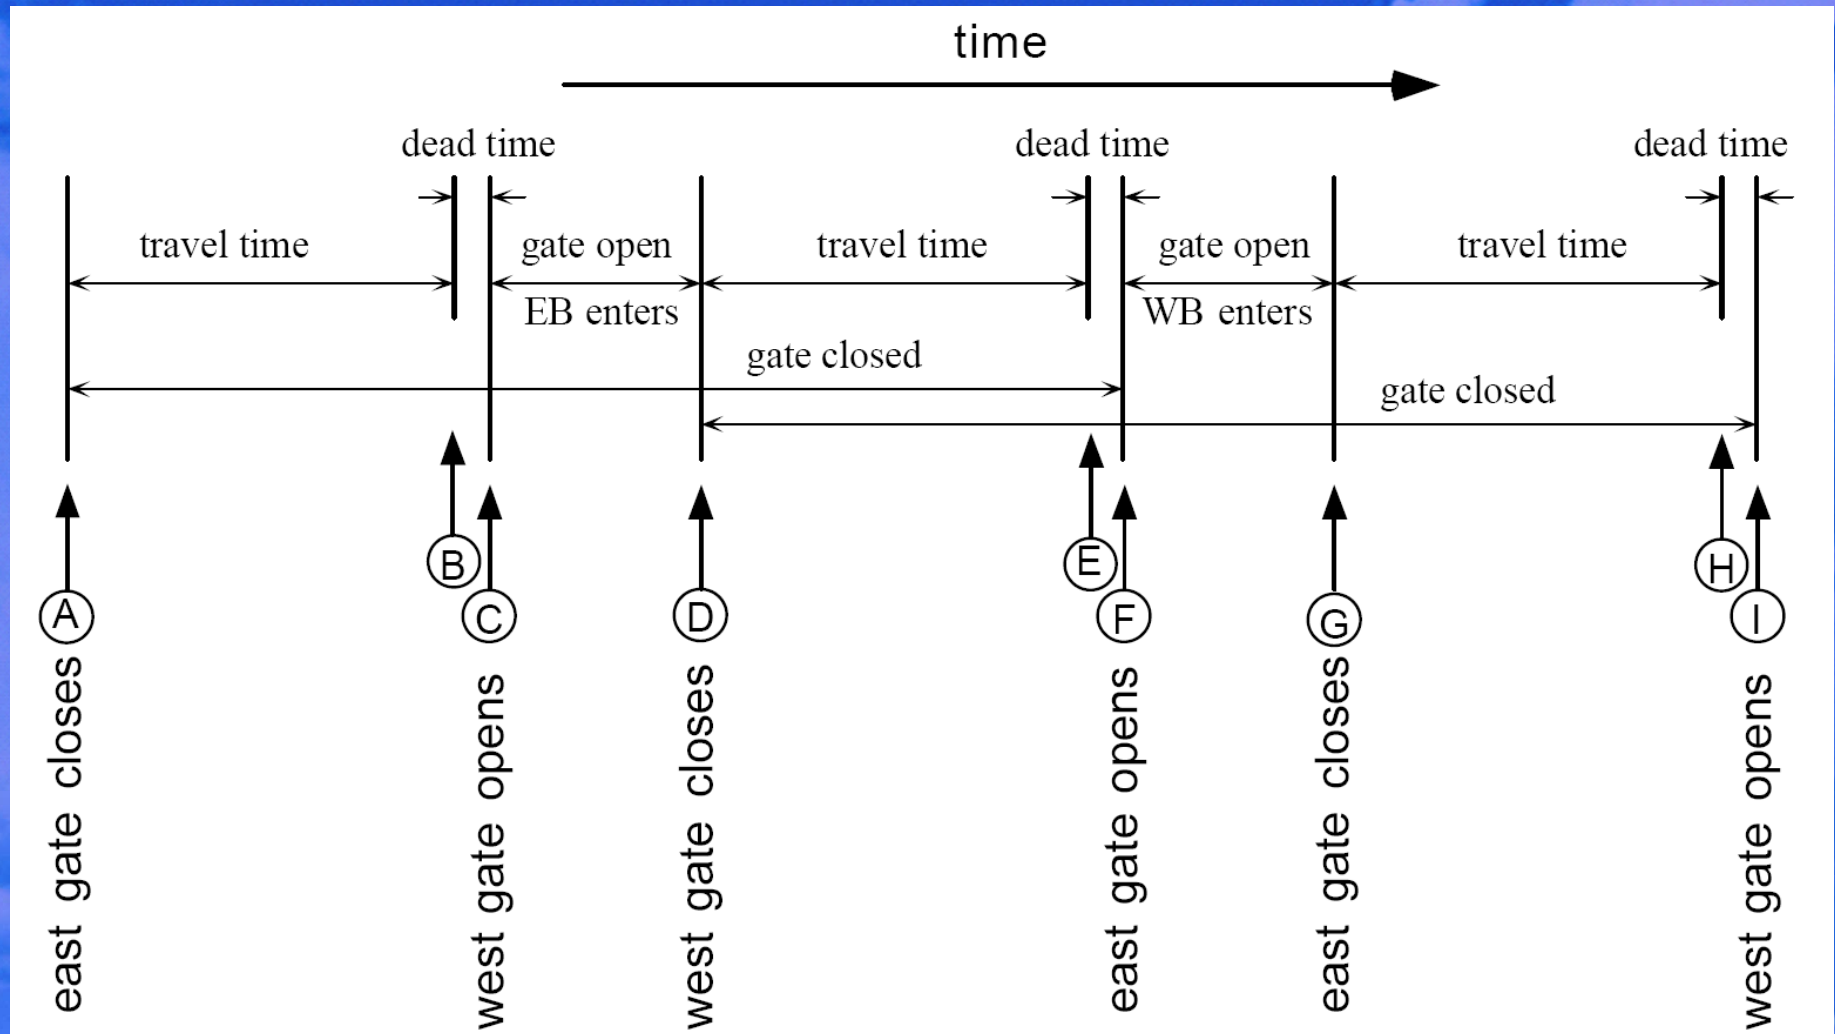 time
dead time
dead time
dead time
travel time
gate open
travel time
gate open
travel time
EB enters
WB enters
gate closed
gate closed
B
E
H
A
C
D
F
G
I
east gate closes
west gate opens
west gate closes
east gate opens
east gate closes
west gate opens